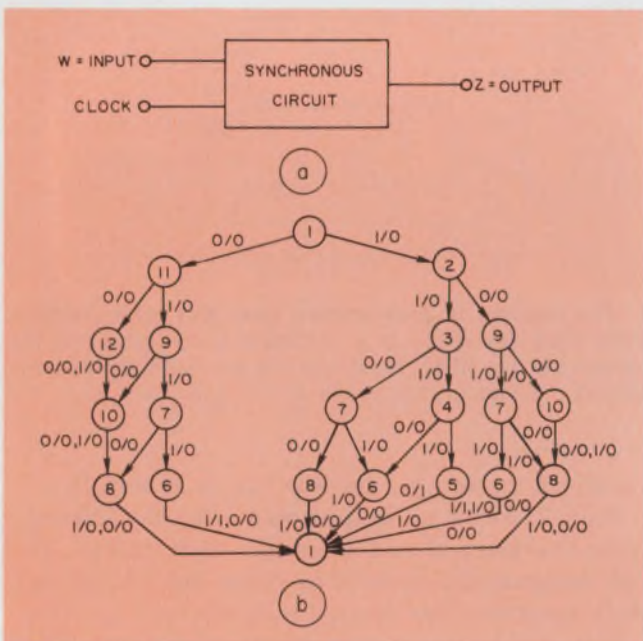 W = INPUT
CLOCK
SYNCHRONOUS
CIRCUIT
Z = OUTPUT
a
1
0/0 1/0
11 2
0/0 1/0 1/0 0/0
12 9 3 9
0/0,1/0 0/0 1/0 0/0 1/0 1/0 1/0 0/0
10 7 7 4 7 10
0/0,1/0 0/0 1/0 0/0 1/0 0/0 1/0 1/0 0/0 0/0,1/0
8 6 8 6 5 6 8
1/0,0/0 1/1,0/0 1/0 0/0 1/0 0/0 0/1 1/0 1/1,1/0 0/0 0/0 1/0,0/0
1
b